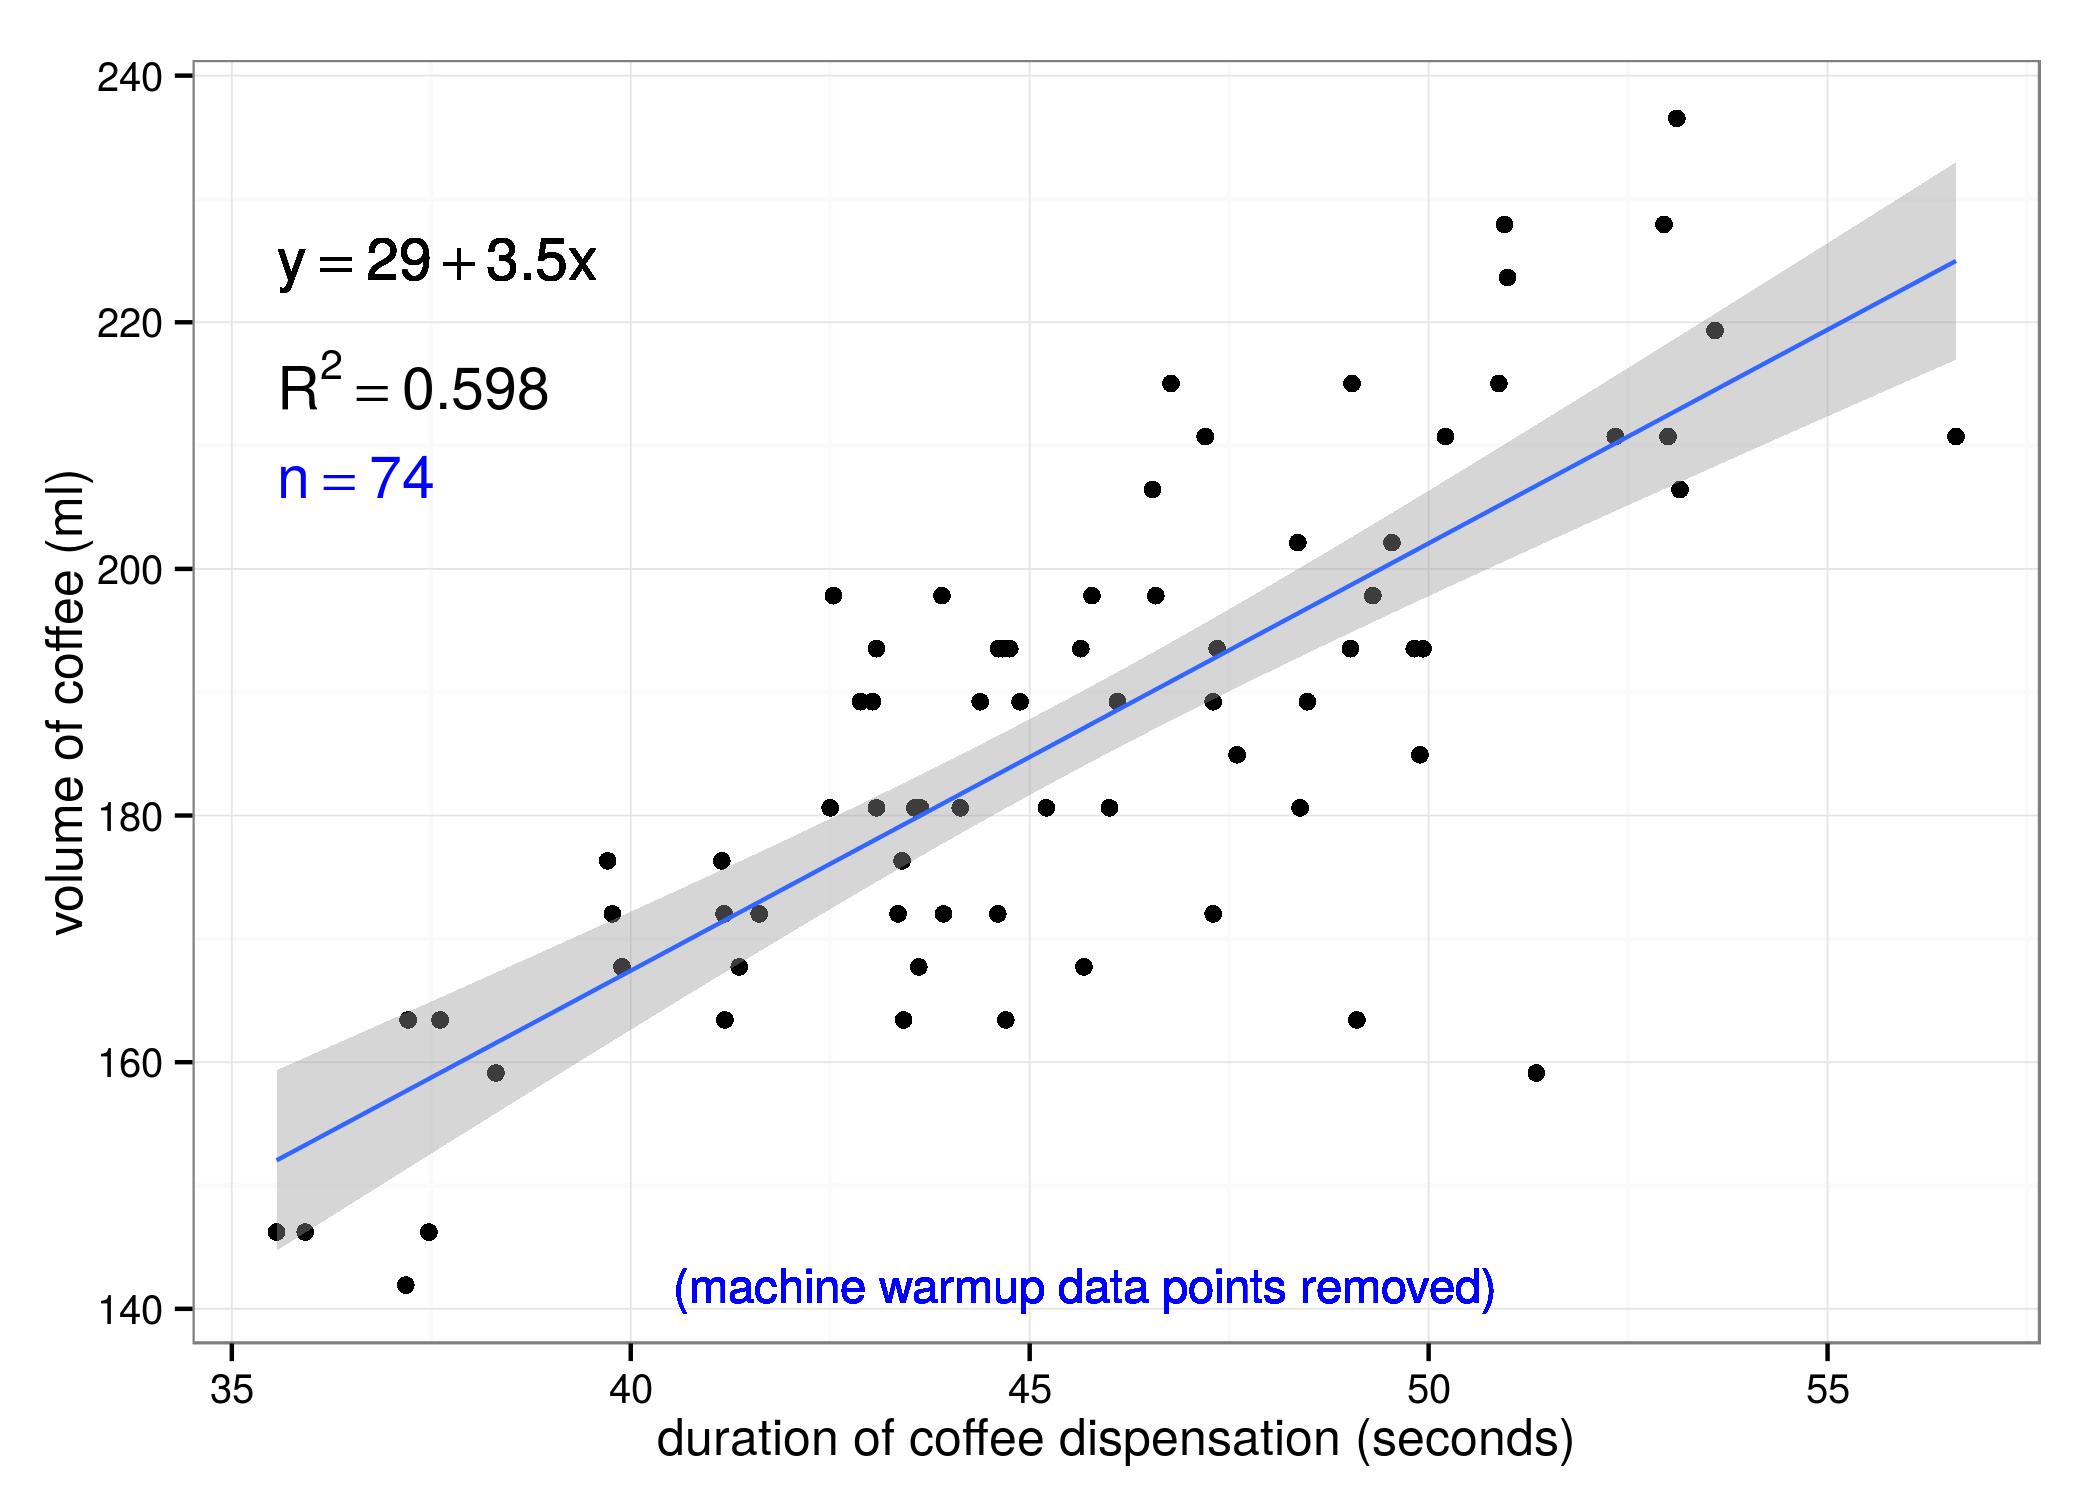 240
220
200
180
160
140
volume of coffee (ml)
y = 29 + 3.5x
R² = 0.598
n = 74
(machine warmup data points removed)
35 40 45 50 55
duration of coffee dispensation (seconds)